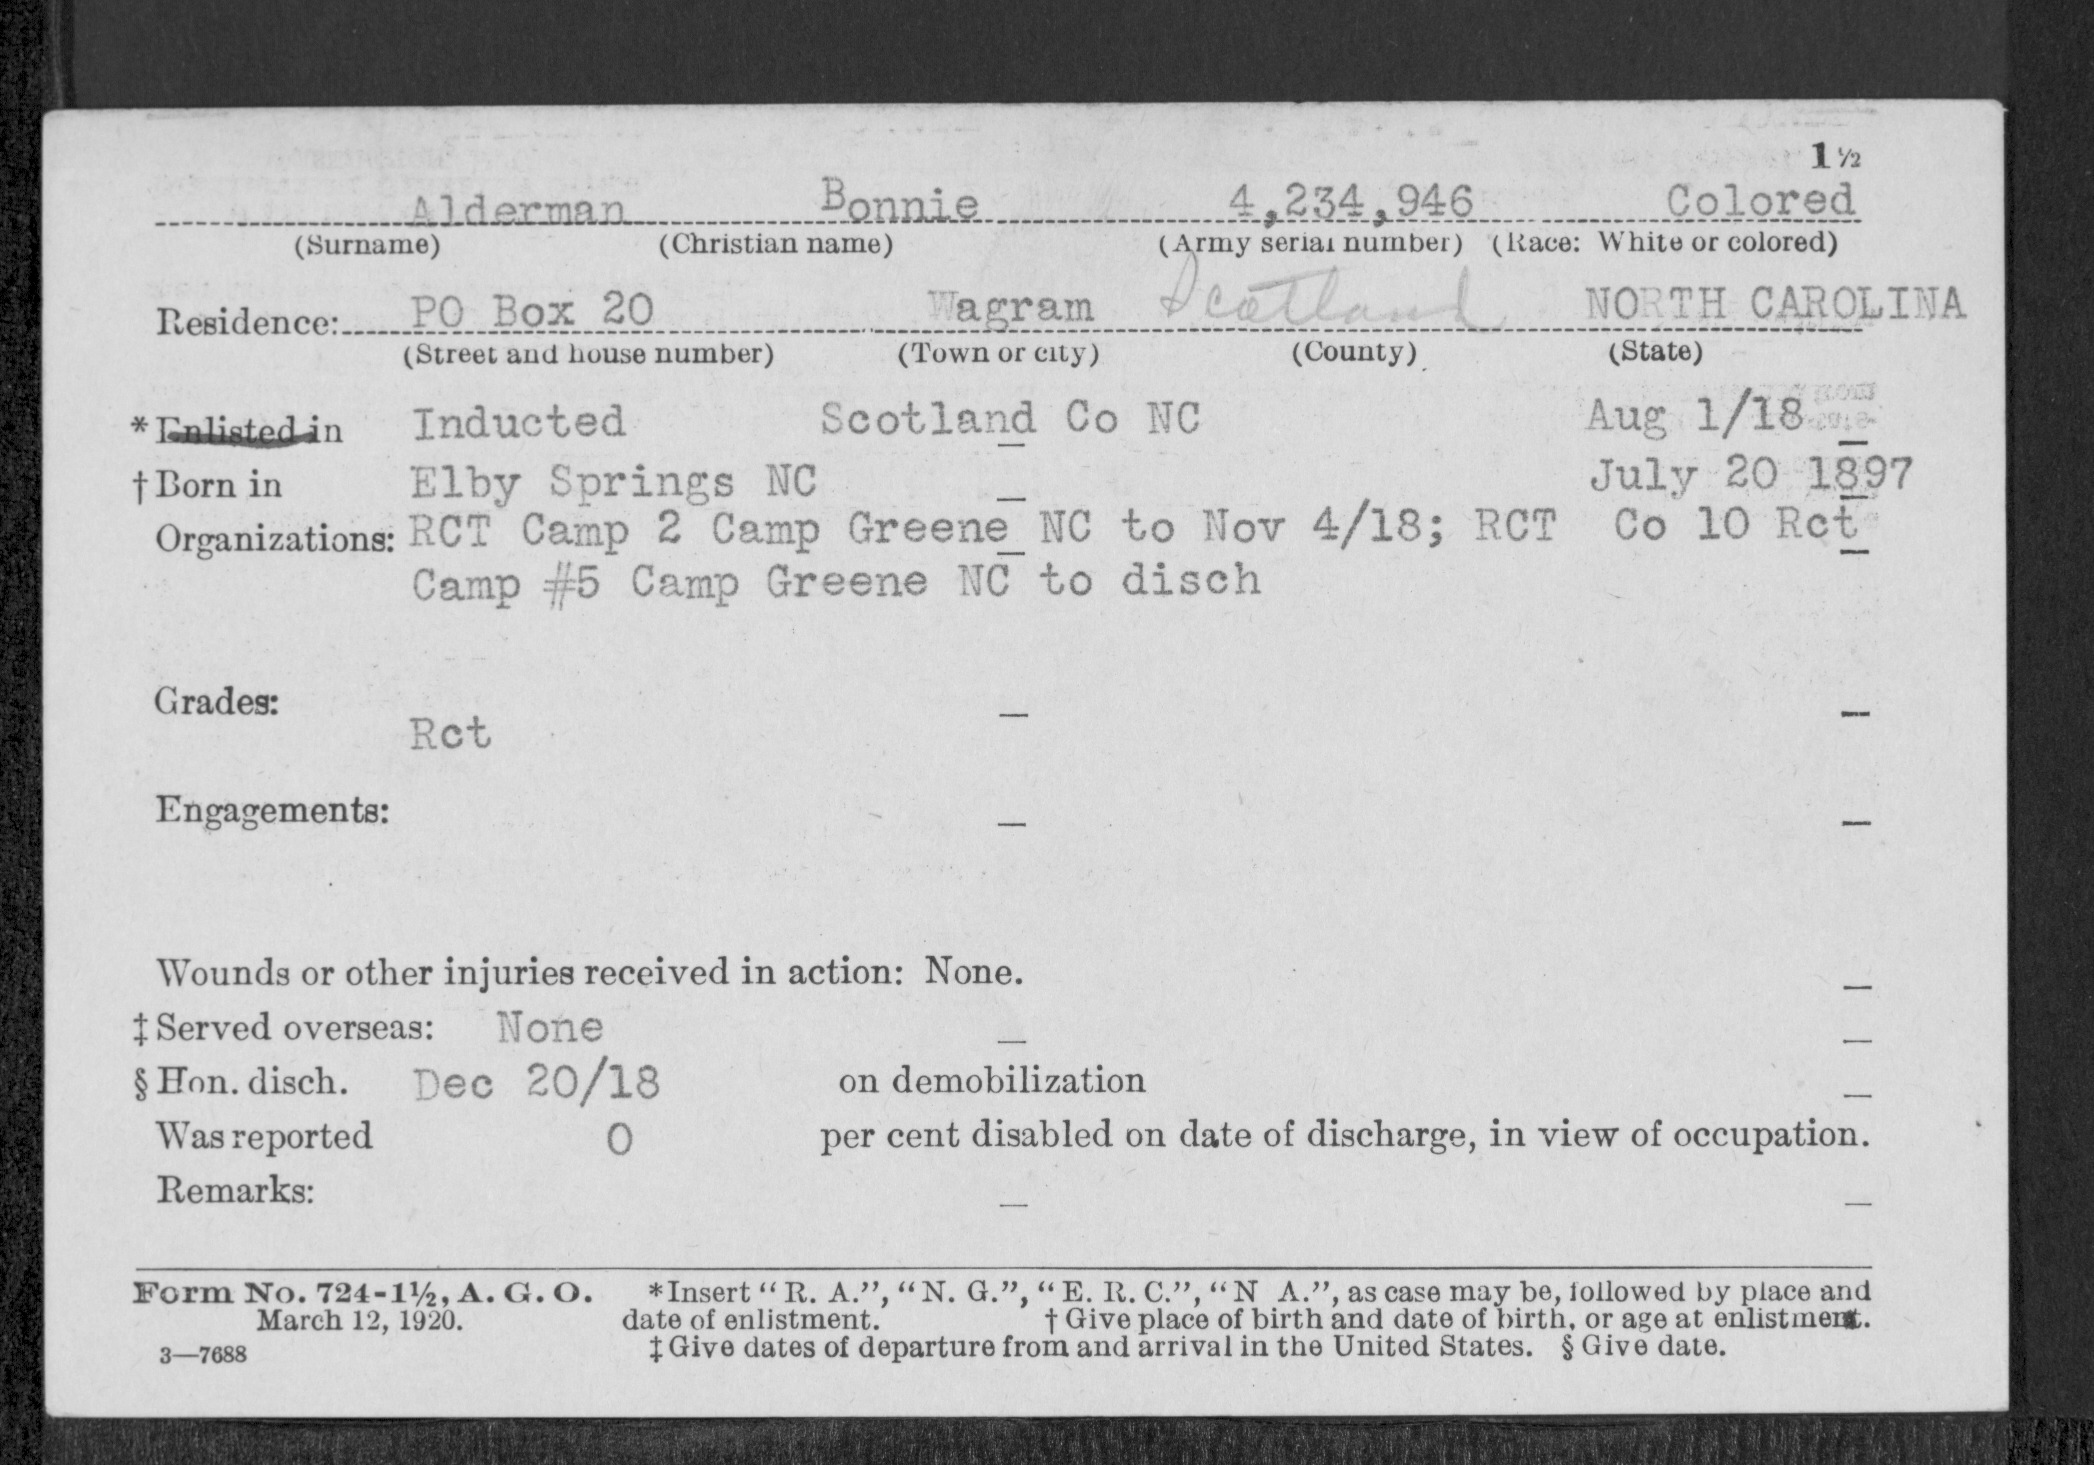 1½
Alderman Bonnie 4,234,946 Colored
(Surname) (Christian name) (Army serial number) (Race: White or colored)
Residence: PO Box 20 Wagram Scotland NORTH CAROLINA
(Street and house number) (Town or city) (County) (State)
*Enlisted in Inducted Scotland Co NC Aug 1/18
†Born in Elby Springs NC July 20 1897
Organizations: RCT Camp 2 Camp Greene NC to Nov 4/18; RCT Co 10 Rct
Camp #5 Camp Greene NC to disch
Grades:
Rct
Engagements:
Wounds or other injuries received in action: None.
‡Served overseas: None
§Hon. disch. Dec 20/18 on demobilization
Was reported 0 per cent disabled on date of discharge, in view of occupation.
Remarks:
Form No. 724-1½, A. G. O. *Insert "R. A.", "N. G.", "E. R. C.", "N A.", as case may be, followed by place and
March 12, 1920. date of enlistment. †Give place of birth and date of birth, or age at enlistment.
3—7688 ‡Give dates of departure from and arrival in the United States. §Give date.